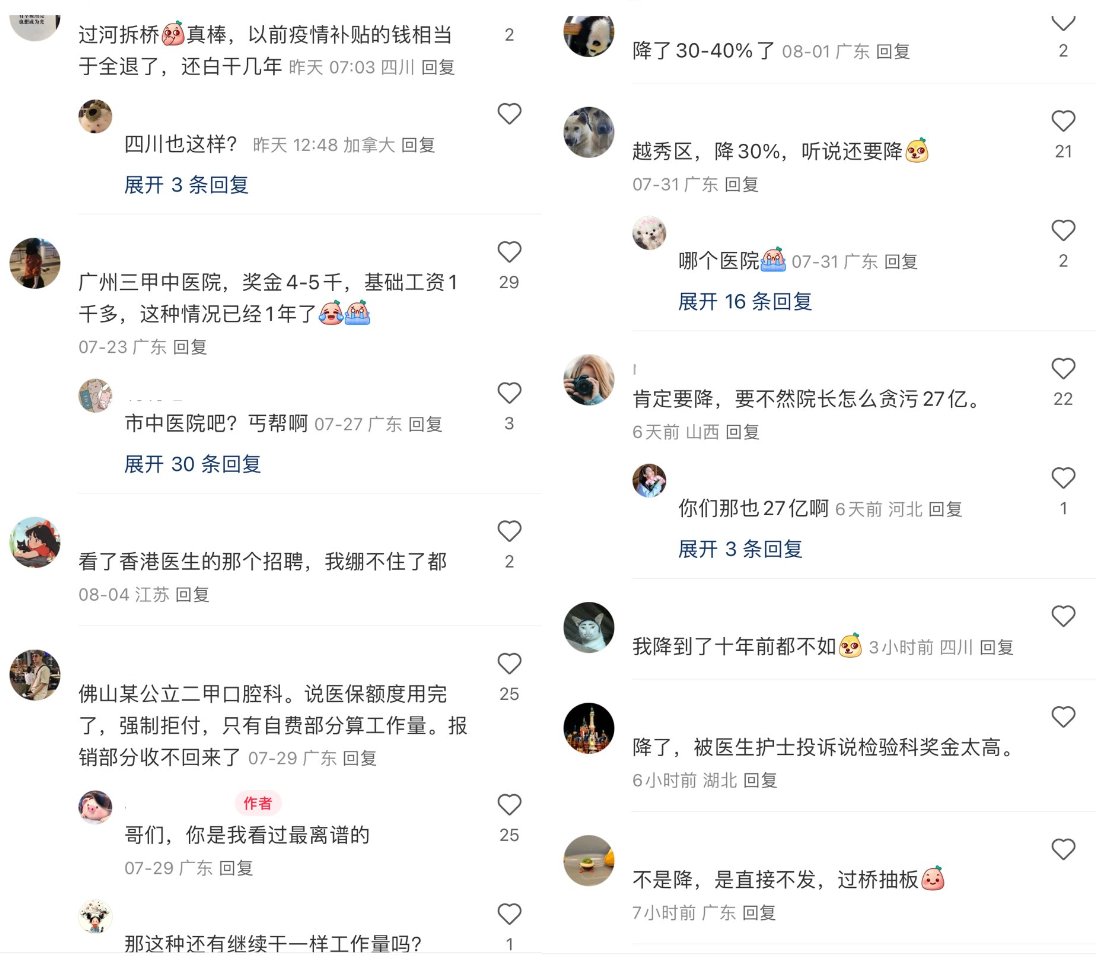 过河拆桥真棒，以前疫情补贴的钱相当
于全退了，还白干几年 昨天 07:03 四川 回复
2
四川也这样？ 昨天 12:48 加拿大 回复
展开 3 条回复
广州三甲中医院，奖金4-5千，基础工资1
千多，这种情况已经1年了
07-23 广东 回复
29
市中医院吧？丐帮啊 07-27 广东 回复
3
展开 30 条回复
看了香港医生的那个招聘，我绷不住了都
08-04 江苏 回复
2
佛山某公立二甲口腔科。说医保额度用完
了，强制拒付，只有自费部分算工作量。报
销部分收不回来了 07-29 广东 回复
25
作者
哥们，你是我看过最离谱的
07-29 广东 回复
25
那这种还有继续干一样工作量吗？
1
降了30-40%了 08-01 广东 回复
2
越秀区，降30%，听说还要降
07-31 广东 回复
21
哪个医院 07-31 广东 回复
2
展开 16 条回复
肯定要降，要不然院长怎么贪污27亿。
6天前 山西 回复
22
你们那也27亿啊 6天前 河北 回复
1
展开 3 条回复
我降到了十年前都不如 3小时前 四川 回复
降了，被医生护士投诉说检验科奖金太高。
6小时前 湖北 回复
不是降，是直接不发，过桥抽板
7小时前 广东 回复